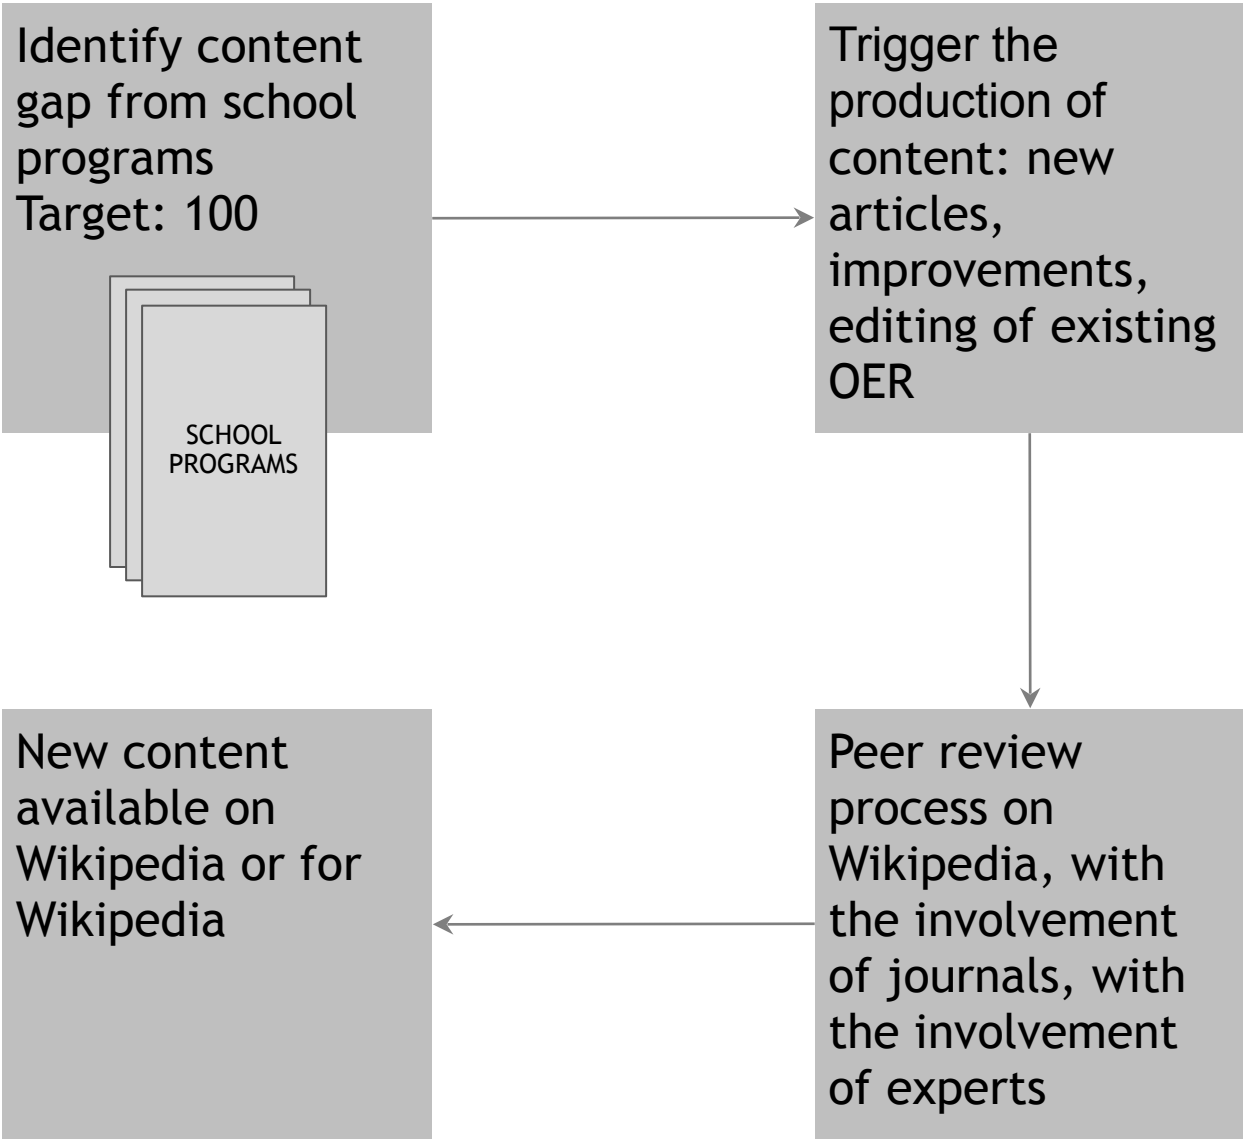 Identify content
gap from school
programs
Target: 100
SCHOOL
PROGRAMS
Trigger the
production of
content: new
articles,
improvements,
editing of existing
OER
Peer review
process on
Wikipedia, with
the involvement
of journals, with
the involvement
of experts
New content
available on
Wikipedia or for
Wikipedia